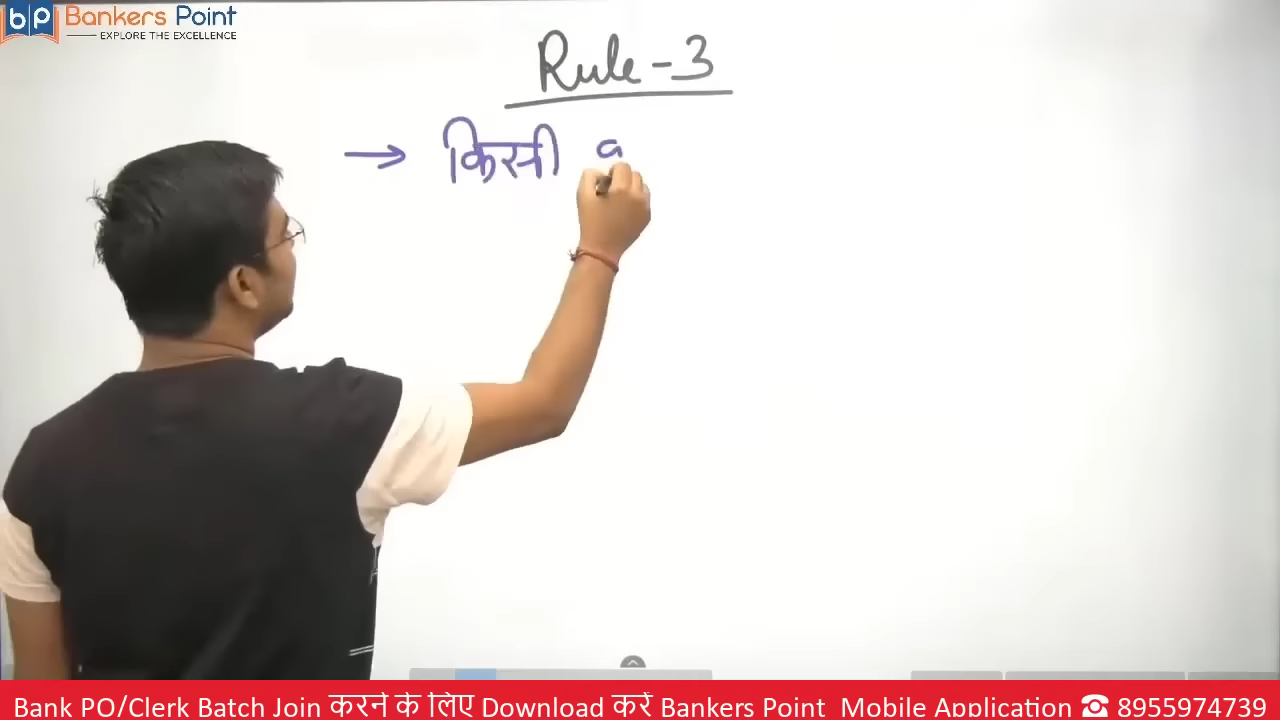 bp Bankers Point
EXPLORE THE EXCELLENCE
Rule-3
→ किसी
Bank PO/Clerk Batch Join करने के लिए Download करें Bankers Point Mobile Application ☎ 8955974739